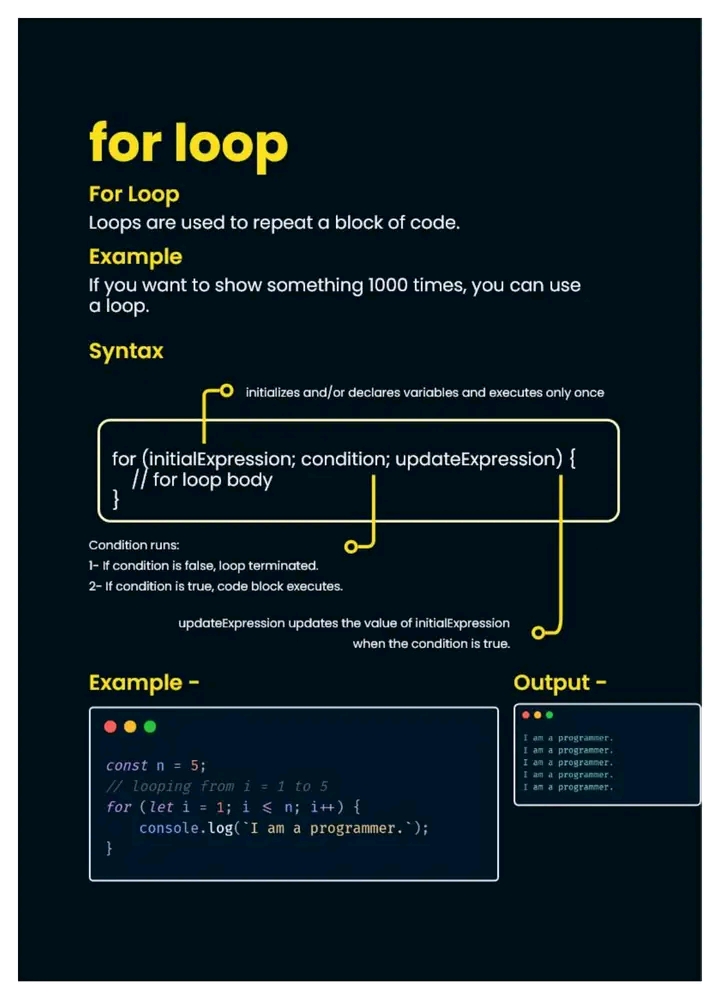 for loop
For Loop
Loops are used to repeat a block of code.
Example
If you want to show something 1000 times, you can use
a loop.
Syntax
initializes and/or declares variables and executes only once
for (initialExpression; condition; updateExpression) {
// for loop body
}
Condition runs:
1- If condition is false, loop terminated.
2- If condition is true, code block executes.
updateExpression updates the value of initialExpression
when the condition is true.
Example -
const n = 5;
// looping from i = 1 to 5
for (let i = 1; i <= n; i++) {
console.log(`I am a programmer.`);
}
Output -
I am a programmer.
I am a programmer.
I am a programmer.
I am a programmer.
I am a programmer.